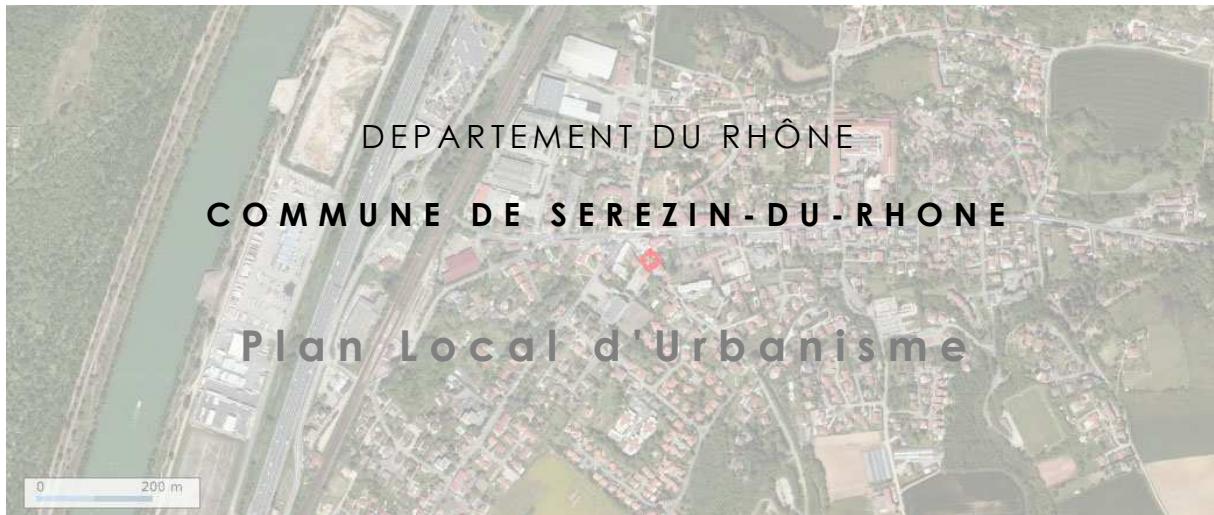 DEPARTEMENT DU RHÔNE
COMMUNE DE SEREZIN-DU-RHONE
Plan Local d'Urbanisme
0 200 m